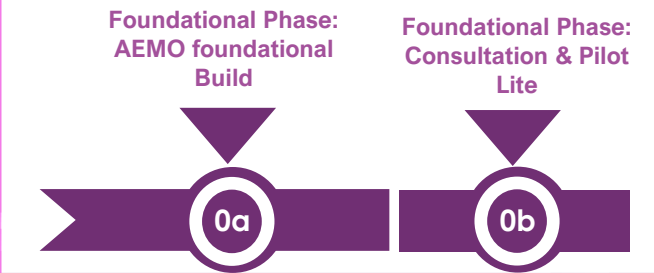 Foundational Phase:
AEMO foundational
Build
Foundational Phase:
Consultation & Pilot
Lite
0a
0b